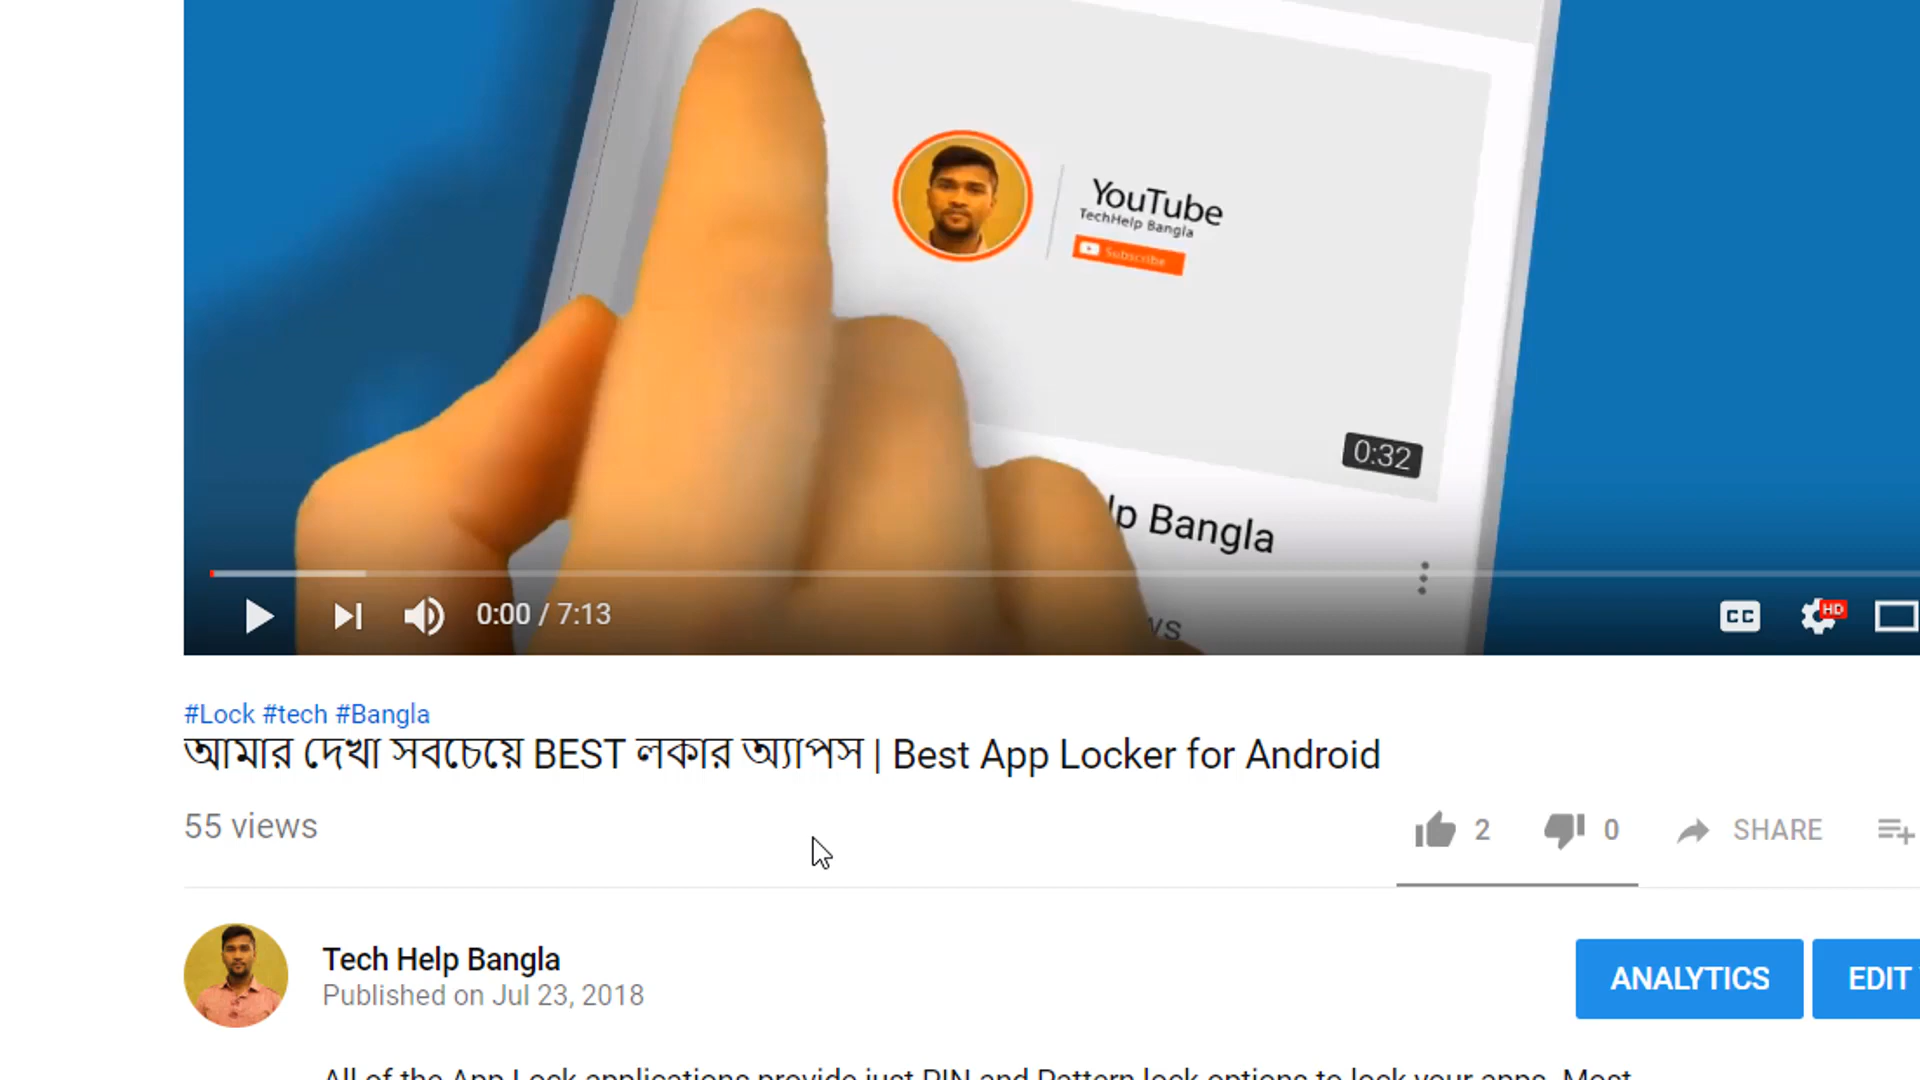 YouTube
TechHelp Bangla
Subscribe
0:32
lp Bangla
0:00 / 7:13
CC
HD
#Lock #tech #Bangla
আমার দেখা সবচেয়ে BEST লকার অ্যাপস | Best App Locker for Android
55 views
2
0
SHARE
Tech Help Bangla
Published on Jul 23, 2018
ANALYTICS
EDIT
All of the App Lock applications provide just PIN and Pattern lock options to lock your apps. Most